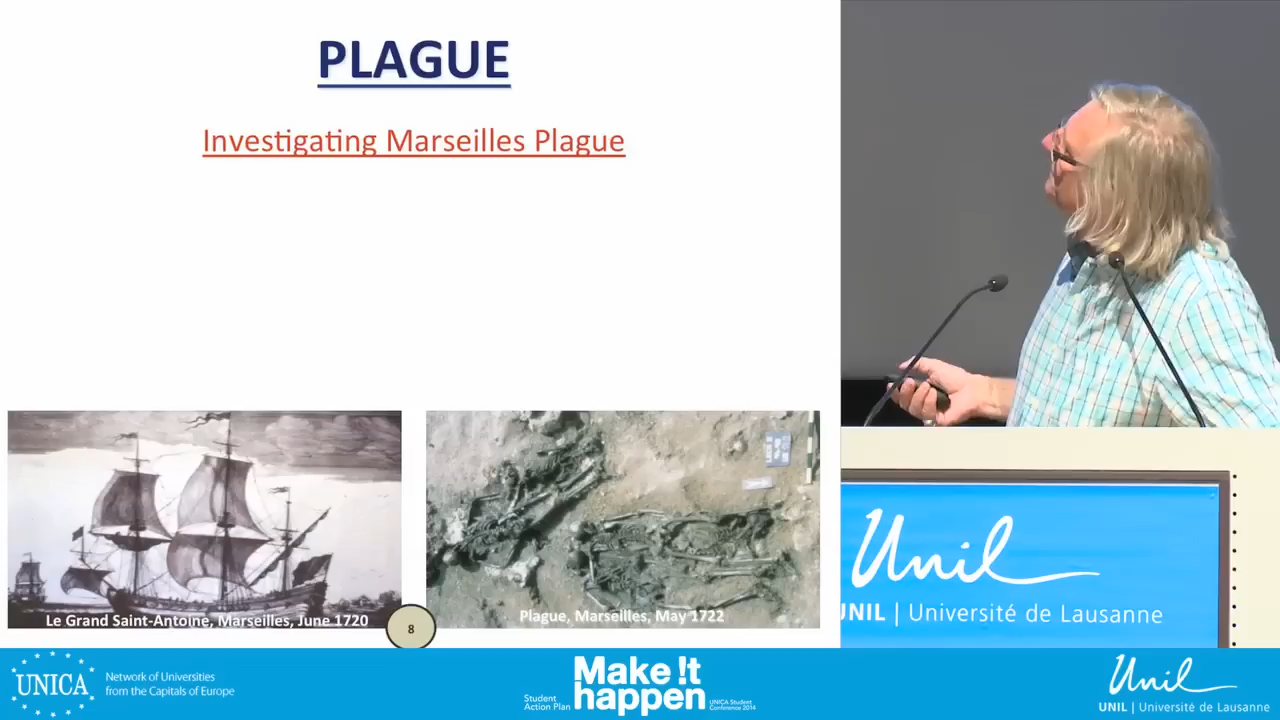 PLAGUE
Investigating Marseilles Plague
Le Grand Saint-Antoine, Marseilles, June 1720
8
Plague, Marseilles, May 1722
Unil
UNIL | Université de Lausanne
UNICA
Network of Universities
from the Capitals of Europe
Student
Action Plan
Make !t
happen
UNICA Student
Conference 2014
Unil
UNIL | Université de Lausanne